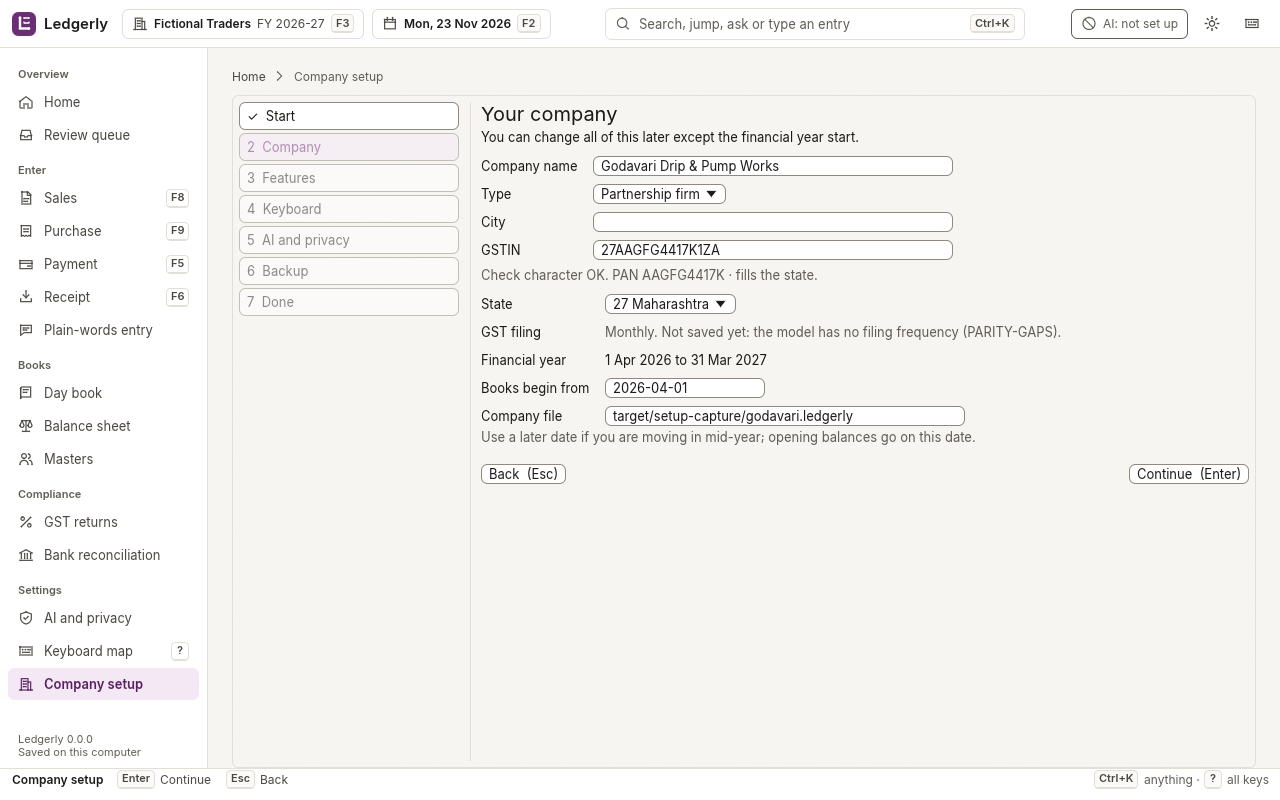 Ledgerly
Fictional Traders FY 2026-27 F3
Mon, 23 Nov 2026 F2
Search, jump, ask or type an entry Ctrl+K
AI: not set up
Overview
Home
Review queue
Enter
Sales F8
Purchase F9
Payment F5
Receipt F6
Plain-words entry
Books
Day book
Balance sheet
Masters
Compliance
GST returns
Bank reconciliation
Settings
AI and privacy
Keyboard map ?
Company setup
Ledgerly 0.0.0
Saved on this computer
Home > Company setup
✓ Start
2 Company
3 Features
4 Keyboard
5 AI and privacy
6 Backup
7 Done
Your company
You can change all of this later except the financial year start.
Company name Godavari Drip & Pump Works
Type Partnership firm
City
GSTIN 27AAGFG4417K1ZA
Check character OK. PAN AAGFG4417K · fills the state.
State 27 Maharashtra
GST filing Monthly. Not saved yet: the model has no filing frequency (PARITY-GAPS).
Financial year 1 Apr 2026 to 31 Mar 2027
Books begin from 2026-04-01
Company file target/setup-capture/godavari.ledgerly
Use a later date if you are moving in mid-year; opening balances go on this date.
Back (Esc)
Continue (Enter)
Company setup Enter Continue Esc Back
Ctrl+K anything · ? all keys